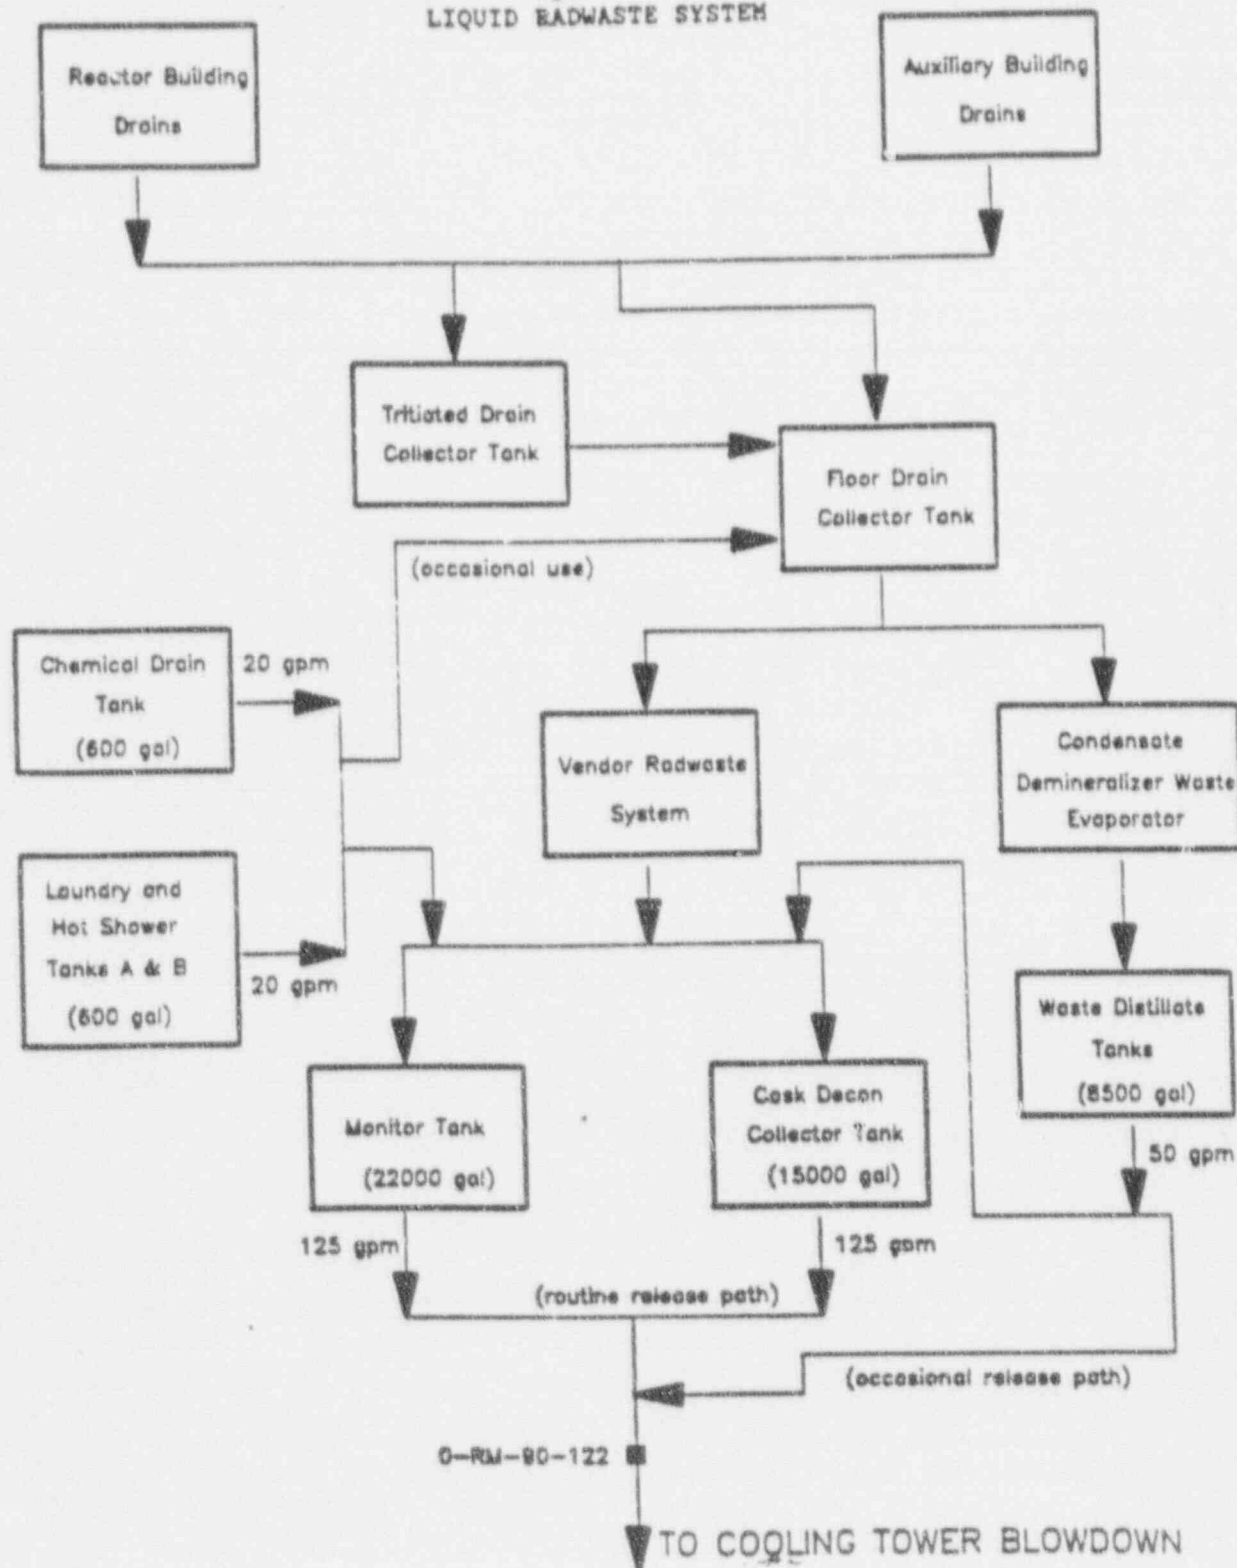 LIQUID RADWASTE SYSTEM
Reactor Building
Drains
Auxiliary Building
Drains
Tritiated Drain
Collector Tank
Floor Drain
Collector Tank
(occasional use)
Chemical Drain
Tank
(600 gal)
20 gpm
Vendor Radwaste
System
Condensate
Demineralizer Waste
Evaporator
Laundry and
Hot Shower
Tanks A & B
(600 gal)
20 gpm
Waste Distillate
Tanks
(8500 gal)
50 gpm
Monitor Tank
(22000 gal)
Cask Decon
Collector Tank
(15000 gal)
125 gpm
125 gpm
(routine release path)
(occasional release path)
0-RM-90-122
TO COOLING TOWER BLOWDOWN